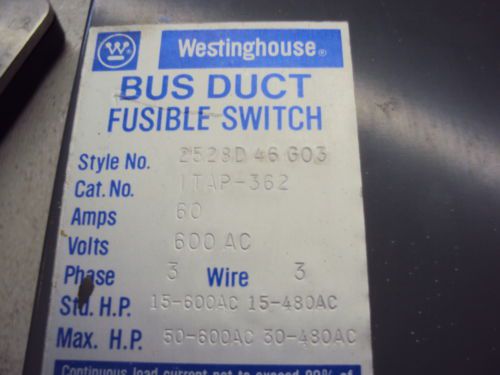 Westinghouse®
BUS DUCT
FUSIBLE SWITCH
Style No. 2528D46G03
Cat. No. ITAP-362
Amps 60
Volts 600 AC
Phase 3 Wire 3
Std. H.P. 15-600AC 15-480AC
Max. H.P. 50-600AC 30-480AC
Continuous load current not to exceed 80% of